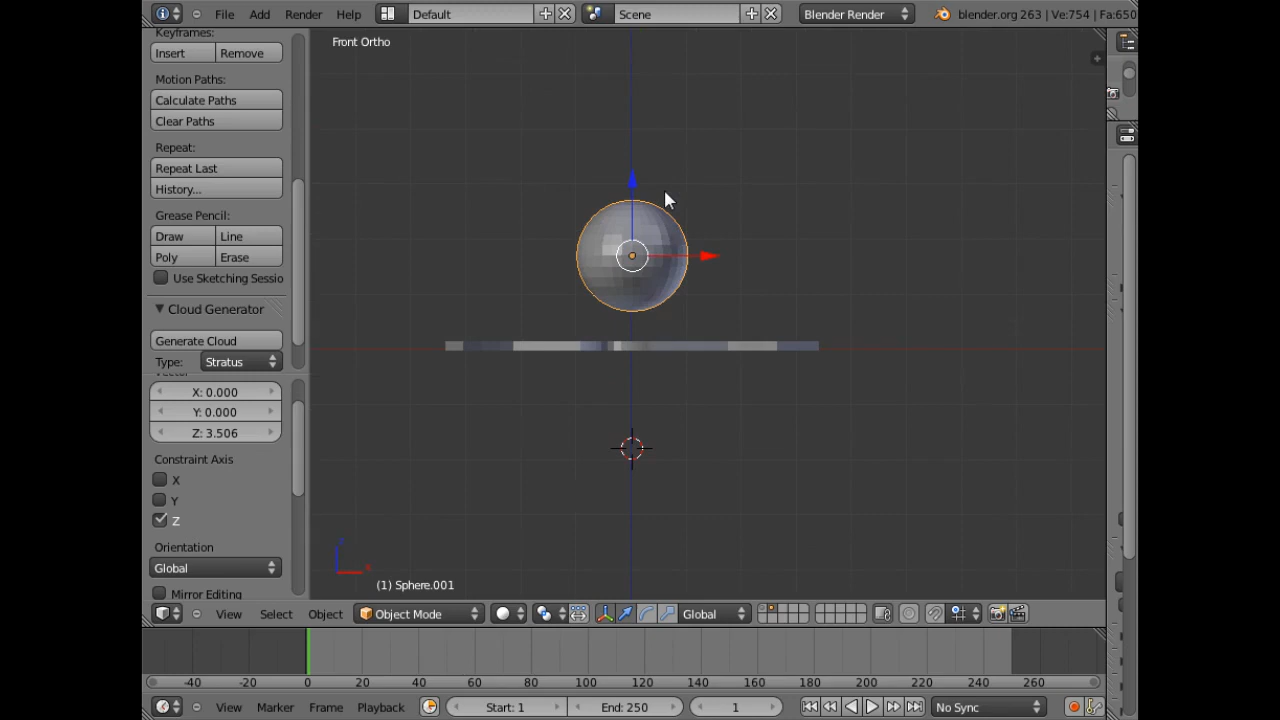 File Add Render Help Default Scene Blender Render blender.org 263 | Ve:754 | Fa:650
Front Ortho
Keyframes:
Insert Remove
Motion Paths:
Calculate Paths
Clear Paths
Repeat:
Repeat Last
History...
Grease Pencil:
Draw Line
Poly Erase
Use Sketching Sessio
Cloud Generator
Generate Cloud
Type: Stratus
X: 0.000
Y: 0.000
Z: 3.506
Constraint Axis
X
Y
Z
Orientation
Global
Mirror Editing
(1) Sphere.001
View Select Object Object Mode Global
-40 -20 0 20 40 60 80 100 120 140 160 180 200 220 240 260
View Marker Frame Playback Start: 1 End: 250 1 No Sync